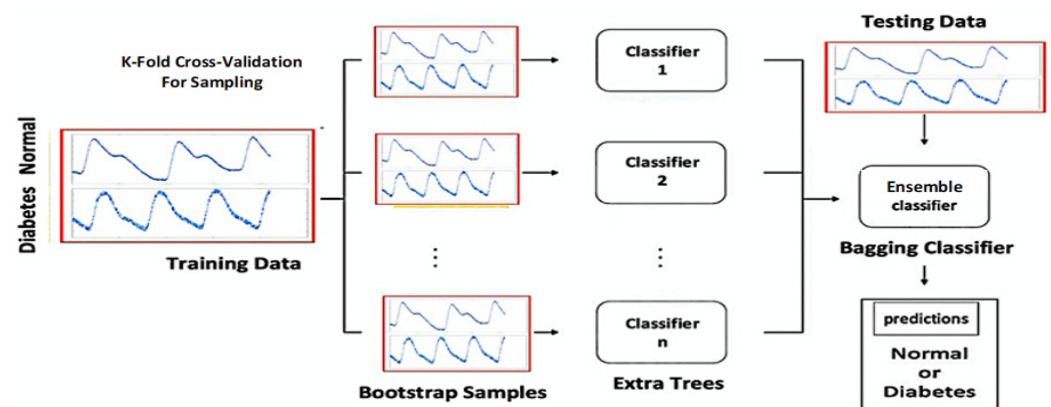 K-Fold Cross-Validation
For Sampling
Diabetes Normal
Training Data
Bootstrap Samples
Classifier
1
Classifier
2
Classifier
n
Extra Trees
Testing Data
Ensemble
classifier
Bagging Classifier
predictions
Normal
or
Diabetes